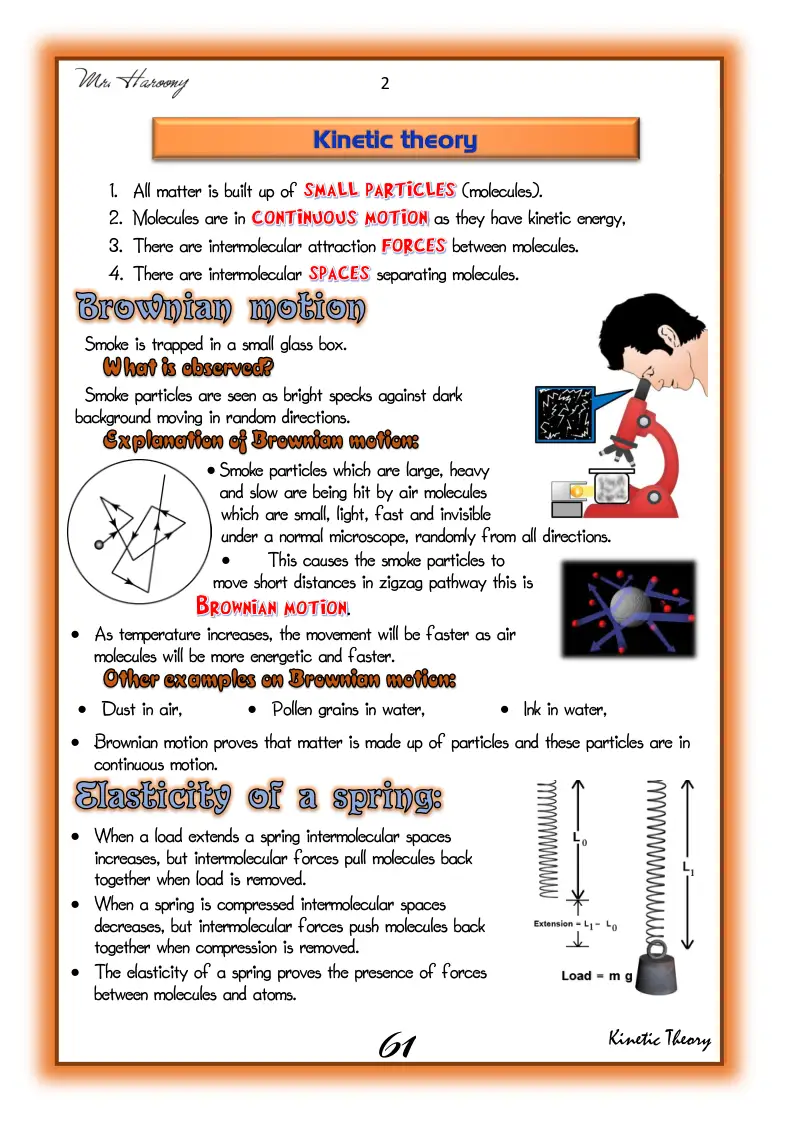 Mr. Haroony
2
Kinetic theory
1. All matter is built up of SMALL PARTICLES (molecules).
2. Molecules are in CONTINUOUS MOTION as they have kinetic energy,
3. There are intermolecular attraction FORCES between molecules.
4. There are intermolecular SPACES separating molecules.
Brownian motion
Smoke is trapped in a small glass box.
What is observed?
Smoke particles are seen as bright specks against dark
background moving in random directions.
Explanation of Brownian motion:
• Smoke particles which are large, heavy
and slow are being hit by air molecules
which are small, light, fast and invisible
under a normal microscope, randomly from all directions.
• This causes the smoke particles to
move short distances in zigzag pathway this is
BROWNIAN MOTION.
• As temperature increases, the movement will be faster as air
molecules will be more energetic and faster.
Other examples on Brownian motion:
• Dust in air, • Pollen grains in water, • Ink in water,
• Brownian motion proves that matter is made up of particles and these particles are in
continuous motion.
Elasticity of a spring:
• When a load extends a spring intermolecular spaces
increases, but intermolecular forces pull molecules back
together when load is removed.
• When a spring is compressed intermolecular spaces
decreases, but intermolecular forces push molecules back
together when compression is removed.
• The elasticity of a spring proves the presence of forces
between molecules and atoms.
L0
L1
Extension = L1 – L0
Load = m g
61
Kinetic Theory